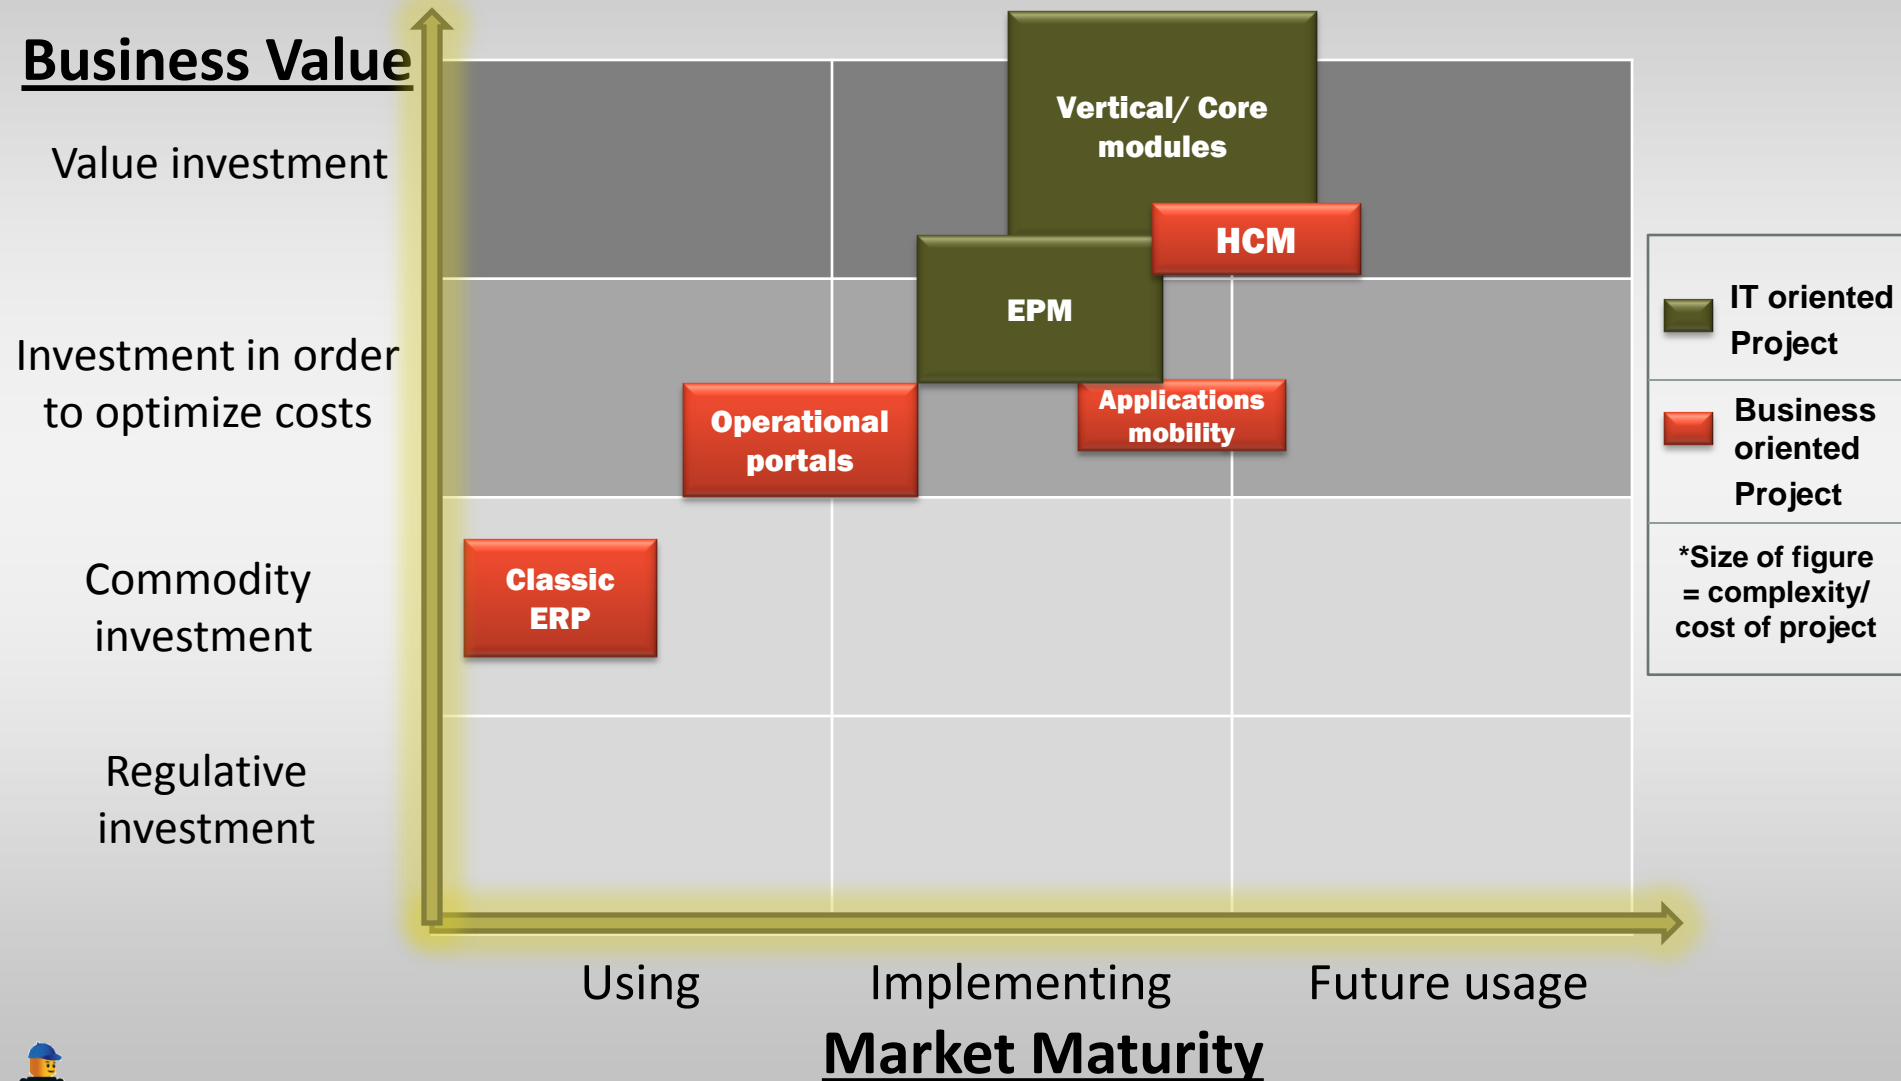 Business Value
Value investment
Investment in order
to optimize costs
Commodity
investment
Regulative
investment
Vertical/ Core
modules
HCM
EPM
Applications
mobility
Operational
portals
Classic
ERP
IT oriented
Project
Business
oriented
Project
*Size of figure
= complexity/
cost of project
Using
Implementing
Future usage
Market Maturity